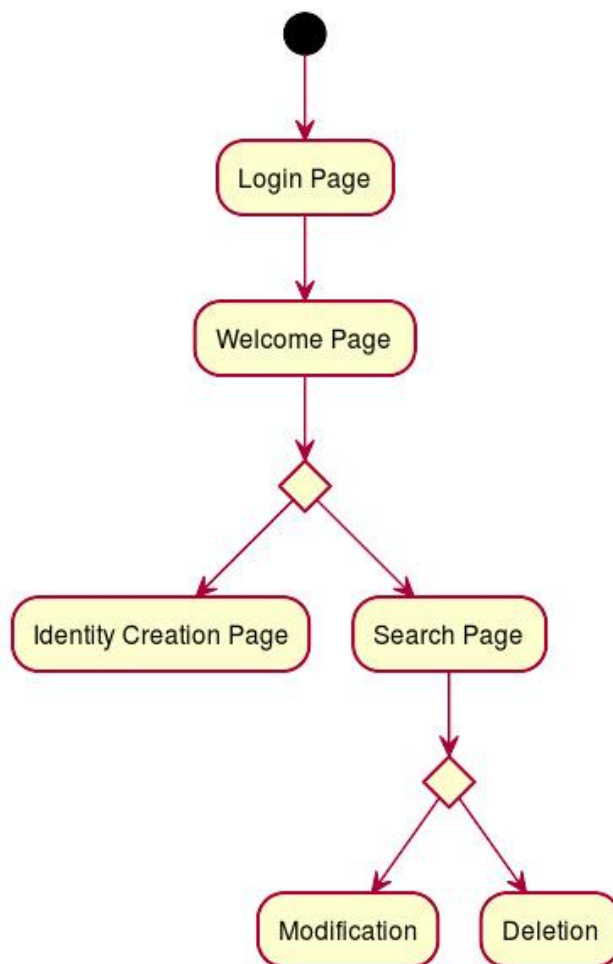 Login Page
Welcome Page
Identity Creation Page
Search Page
Modification
Deletion